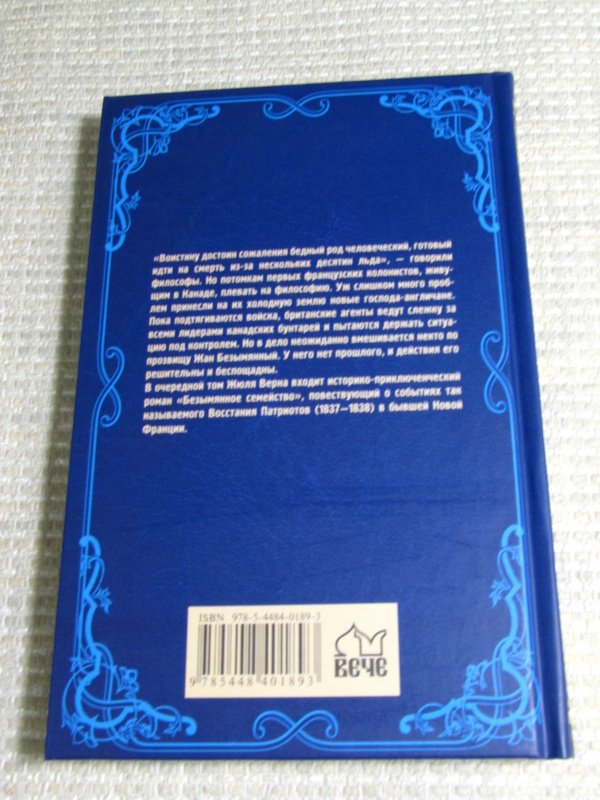 «Воистину достоин сожаления бедный род человеческий, готовый
идти на смерть из-за нескольких десятин льда», — говорили
философы. Но потомкам первых французских колонистов, живу-
щим в Канаде, плевать на философию. Уж слишком много проб-
лем принесли на их холодную землю новые господа-англичане.
Пока подтягиваются войска, британские агенты ведут слежку за
всеми лидерами канадских бунтарей и пытаются держать ситуа-
цию под контролем. Но в дело неожиданно вмешивается некто по
прозвищу Жан Безымянный. У него нет прошлого, и действия его
решительны и беспощадны.
В очередной том Жюля Верна входит историко-приключенческий
роман «Безымянное семейство», повествующий о событиях так
называемого Восстания Патриотов (1837—1838) в бывшей Новой
Франции.
ISBN 978-5-4484-0189-3
9 785448 401893
ВЕЧЕ